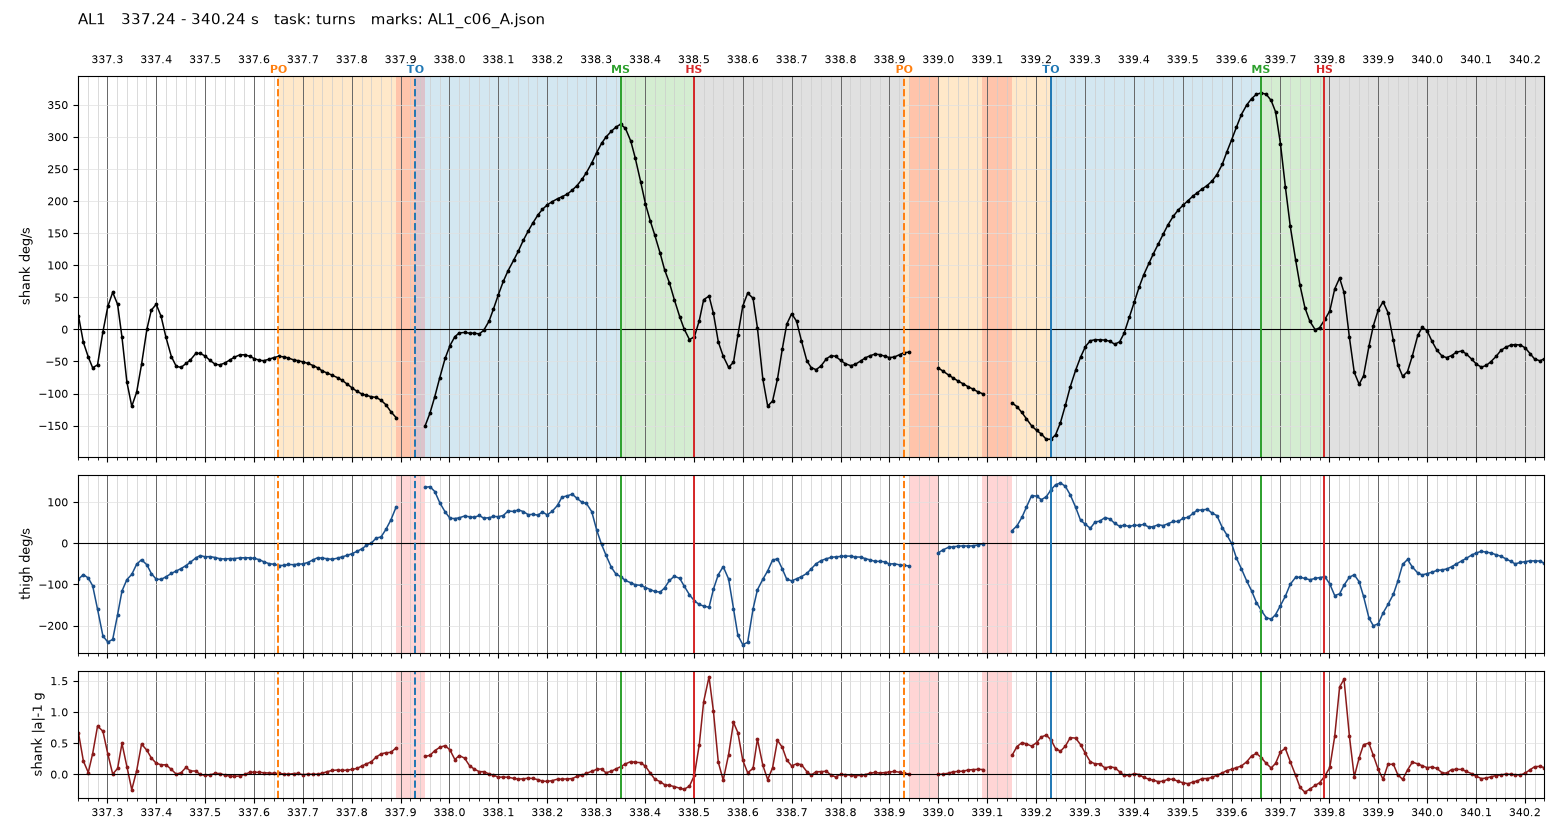 AL1   337.24 - 340.24 s   task: turns   marks: AL1_c06_A.json
337.3 337.4 337.5 337.6 337.7 337.8 337.9 338.0 338.1 338.2 338.3 338.4 338.5 338.6 338.7 338.8 338.9 339.0 339.1 339.2 339.3 339.4 339.5 339.6 339.7 339.8 339.9 340.0 340.1 340.2
PO TO MS HS PO TO MS HS
350
300
250
200
150
100
50
0
−50
−100
−150
shank deg/s
100
0
−100
−200
thigh deg/s
1.5
1.0
0.5
0.0
shank |a|-1 g
337.3 337.4 337.5 337.6 337.7 337.8 337.9 338.0 338.1 338.2 338.3 338.4 338.5 338.6 338.7 338.8 338.9 339.0 339.1 339.2 339.3 339.4 339.5 339.6 339.7 339.8 339.9 340.0 340.1 340.2